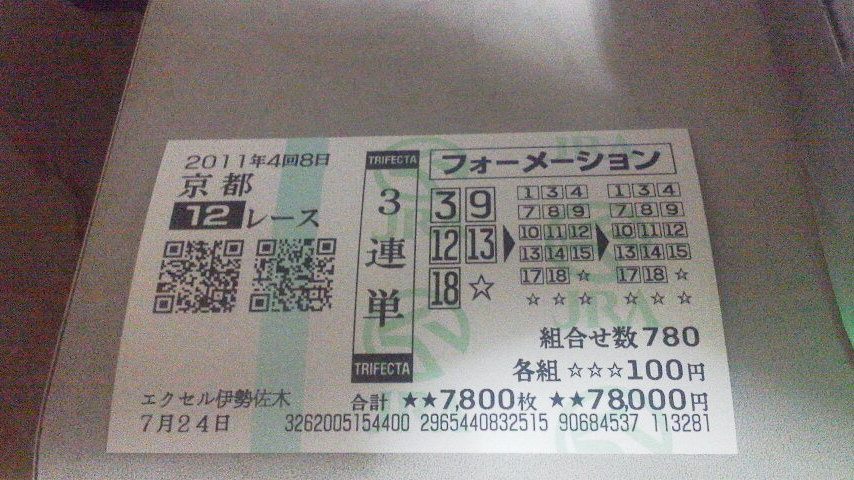 2011年4回8日
京都
12レース
エクセル伊勢佐木
7月24日
TRIFECTA
3連単
TRIFECTA
フォーメーション
3 9
12 13
18 ☆
1 3 4
7 8 9
10 11 12
13 14 15
17 18 ☆
☆ ☆ ☆
1 3 4
7 8 9
10 11 12
13 14 15
17 18 ☆
☆ ☆ ☆
組合せ数780
各組 ☆☆☆100円
合計 ★★7,800枚 ★★78,000円
3262005154400 2965440832515 90684537 113281
JRA
JRA